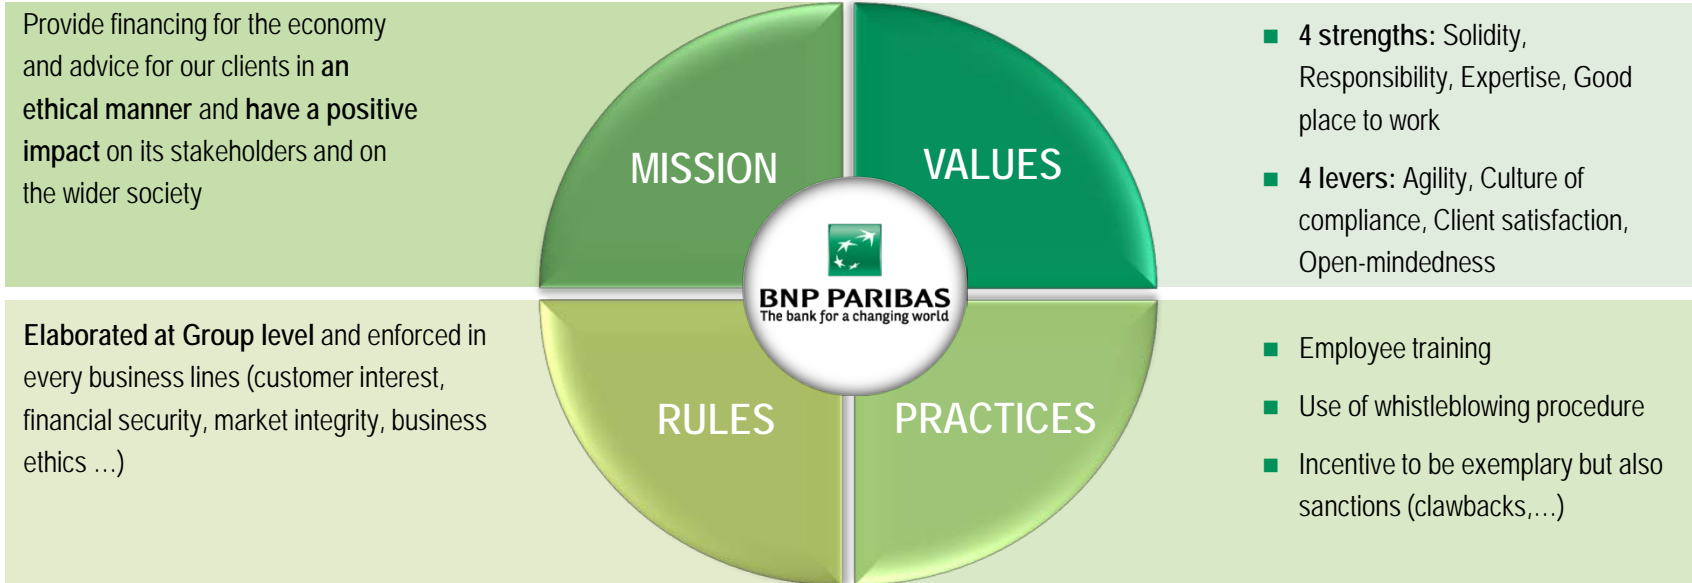 Provide financing for the economy
and advice for our clients in an
ethical manner and have a positive
impact on its stakeholders and on
the wider society
MISSION
VALUES
■ 4 strengths: Solidity,
Responsibility, Expertise, Good
place to work
■ 4 levers: Agility, Culture of
compliance, Client satisfaction,
Open-mindedness
BNP PARIBAS
The bank for a changing world
Elaborated at Group level and enforced in
every business lines (customer interest,
financial security, market integrity, business
ethics …)
RULES
PRACTICES
■ Employee training
■ Use of whistleblowing procedure
■ Incentive to be exemplary but also
sanctions (clawbacks,…)